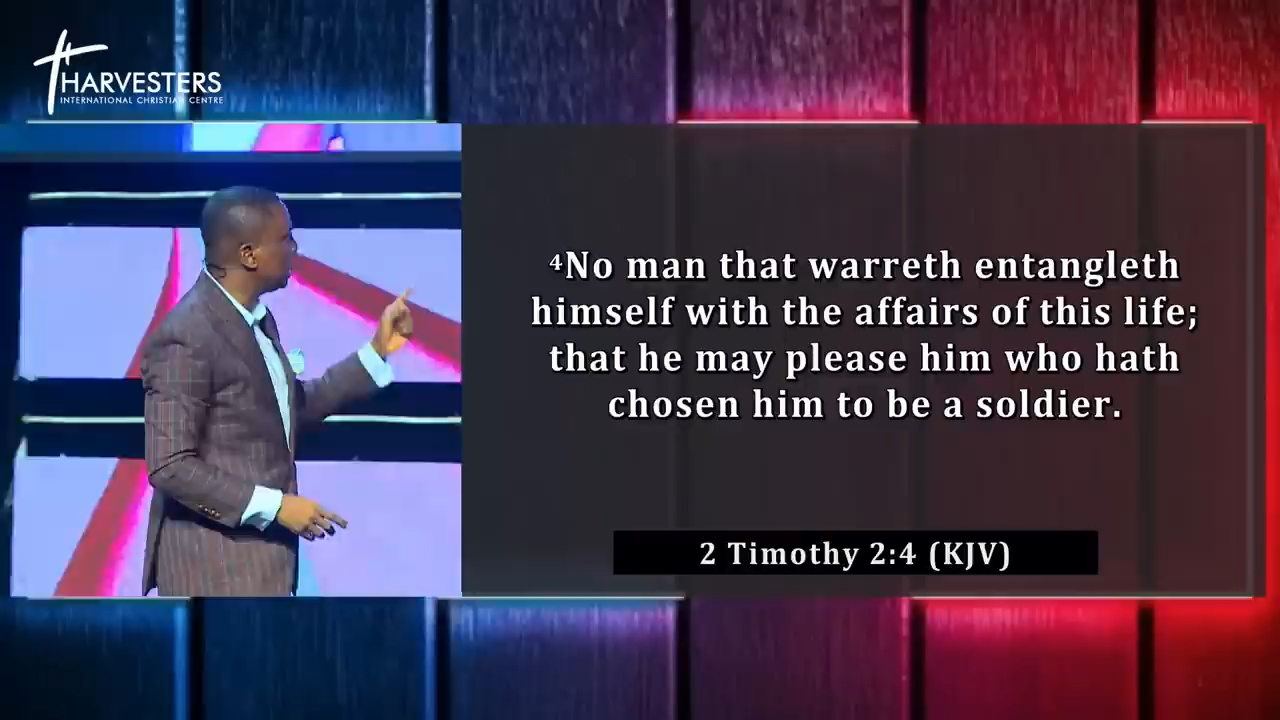 HARVESTERS
INTERNATIONAL CHRISTIAN CENTRE
⁴No man that warreth entangleth
himself with the affairs of this life;
that he may please him who hath
chosen him to be a soldier.
2 Timothy 2:4 (KJV)